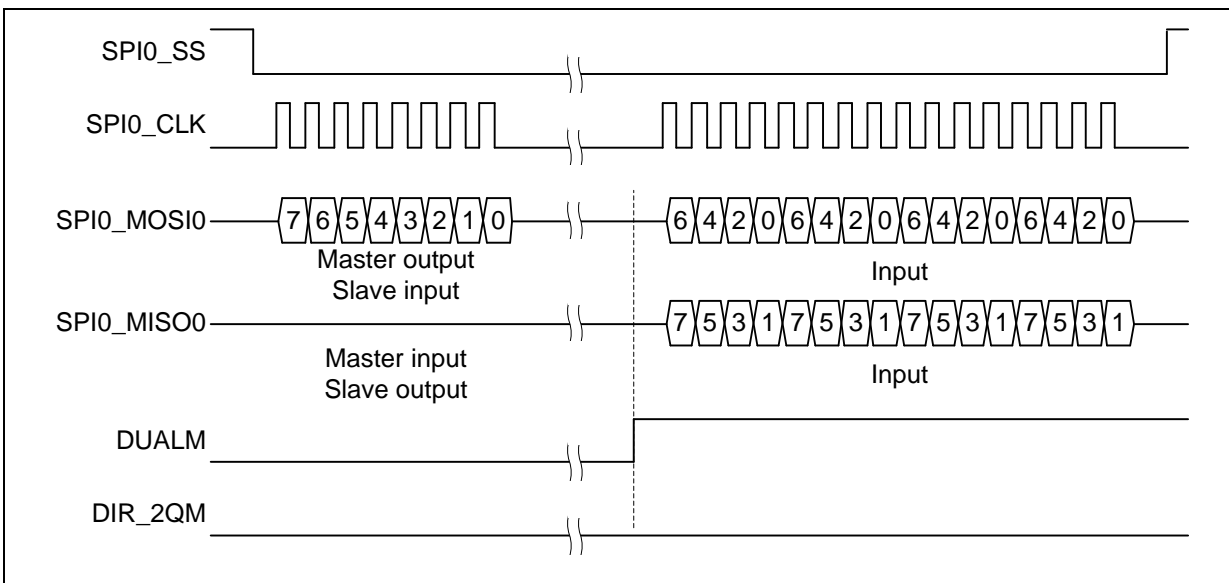 SPI0_SS
SPI0_CLK
SPI0_MOSI0 7 6 5 4 3 2 1 0 6 4 2 0 6 4 2 0 6 4 2 0 6 4 2 0
Master output
Slave input
Input
SPI0_MISO0 7 5 3 1 7 5 3 1 7 5 3 1 7 5 3 1
Master input
Slave output
Input
DUALM
DIR_2QM